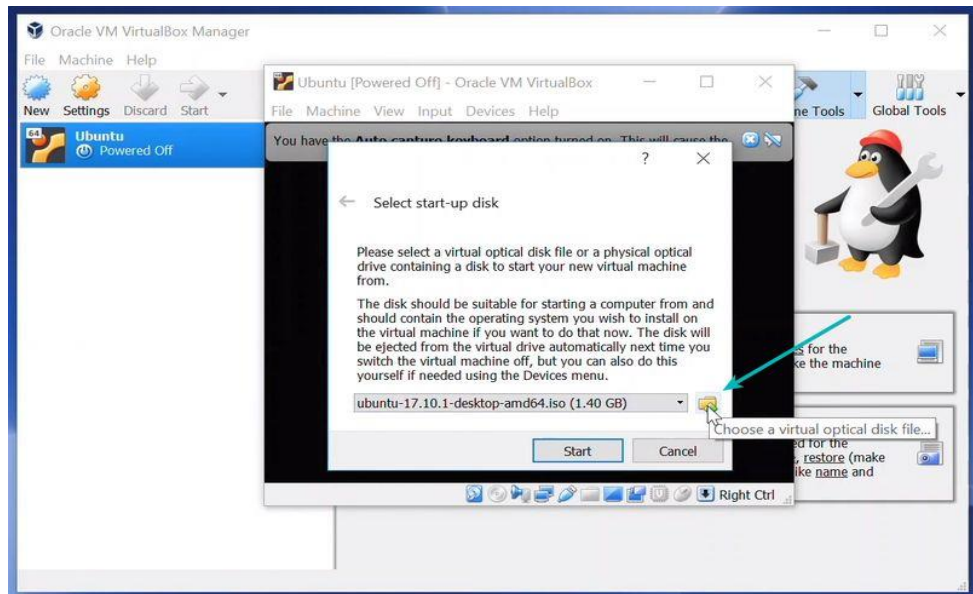 Oracle VM VirtualBox Manager
File Machine Help
New Settings Discard Start
ne Tools Global Tools
64
Ubuntu
Powered Off
Ubuntu [Powered Off] - Oracle VM VirtualBox
File Machine View Input Devices Help
You have the Auto capture keyboard option turned on. This will cause the
?
Select start-up disk
Please select a virtual optical disk file or a physical optical
drive containing a disk to start your new virtual machine
from.
The disk should be suitable for starting a computer from and
should contain the operating system you wish to install on
the virtual machine if you want to do that now. The disk will
be ejected from the virtual drive automatically next time you
switch the virtual machine off, but you can also do this
yourself if needed using the Devices menu.
ubuntu-17.10.1-desktop-amd64.iso (1.40 GB)
Choose a virtual optical disk file...
Start Cancel
Right Ctrl
s for the
ke the machine
ed for the
, restore (make
like name and